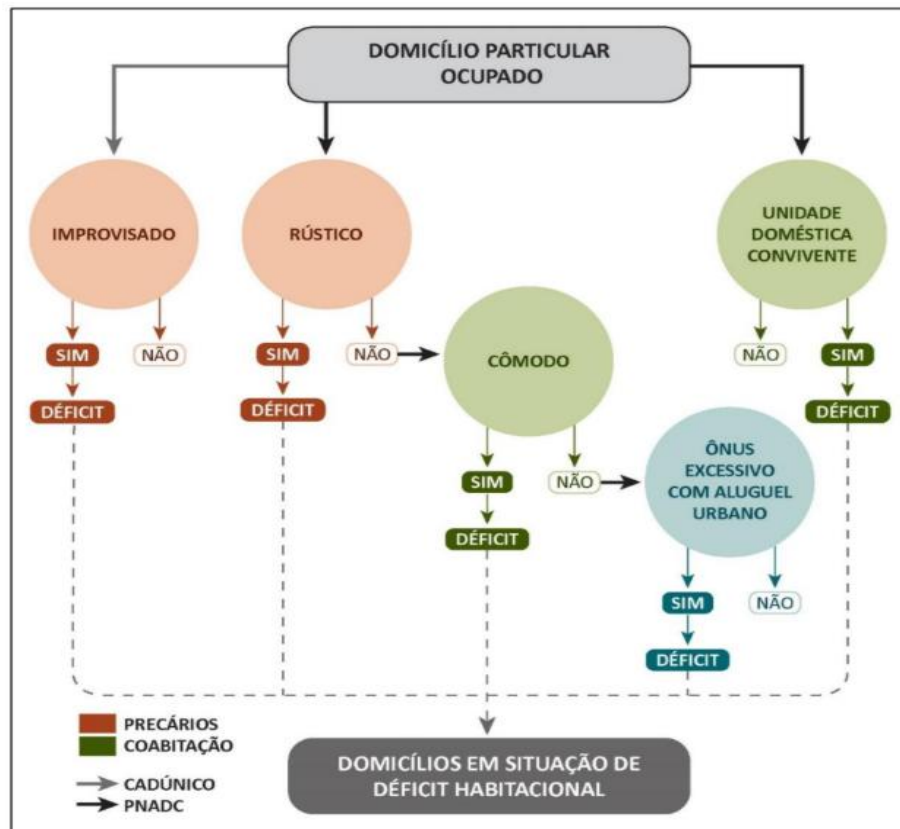 DOMICÍLIO PARTICULAR
OCUPADO
IMPROVISADO
RÚSTICO
UNIDADE
DOMÉSTICA
CONVIVENTE
SIM
NÃO
SIM
NÃO
CÔMODO
NÃO
SIM
DÉFICIT
DÉFICIT
DÉFICIT
SIM
NÃO
ÔNUS
EXCESSIVO
COM ALUGUEL
URBANO
DÉFICIT
SIM
NÃO
DÉFICIT
PRECÁRIOS
COABITAÇÃO
CADÚNICO
PNADC
DOMICÍLIOS EM SITUAÇÃO DE
DÉFICIT HABITACIONAL